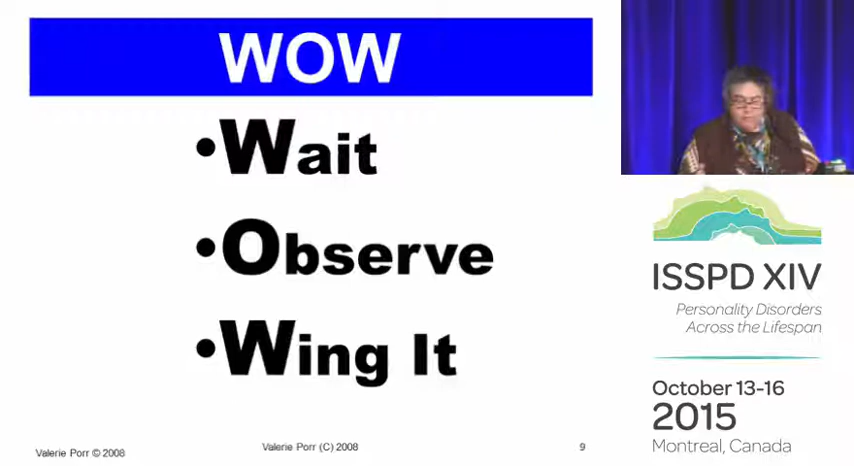 WOW
•Wait
•Observe
•Wing It
Valerie Porr © 2008
Valerie Porr (C) 2008
9
ISSPD XIV
Personality Disorders
Across the Lifespan
October 13-16
2015
Montreal, Canada